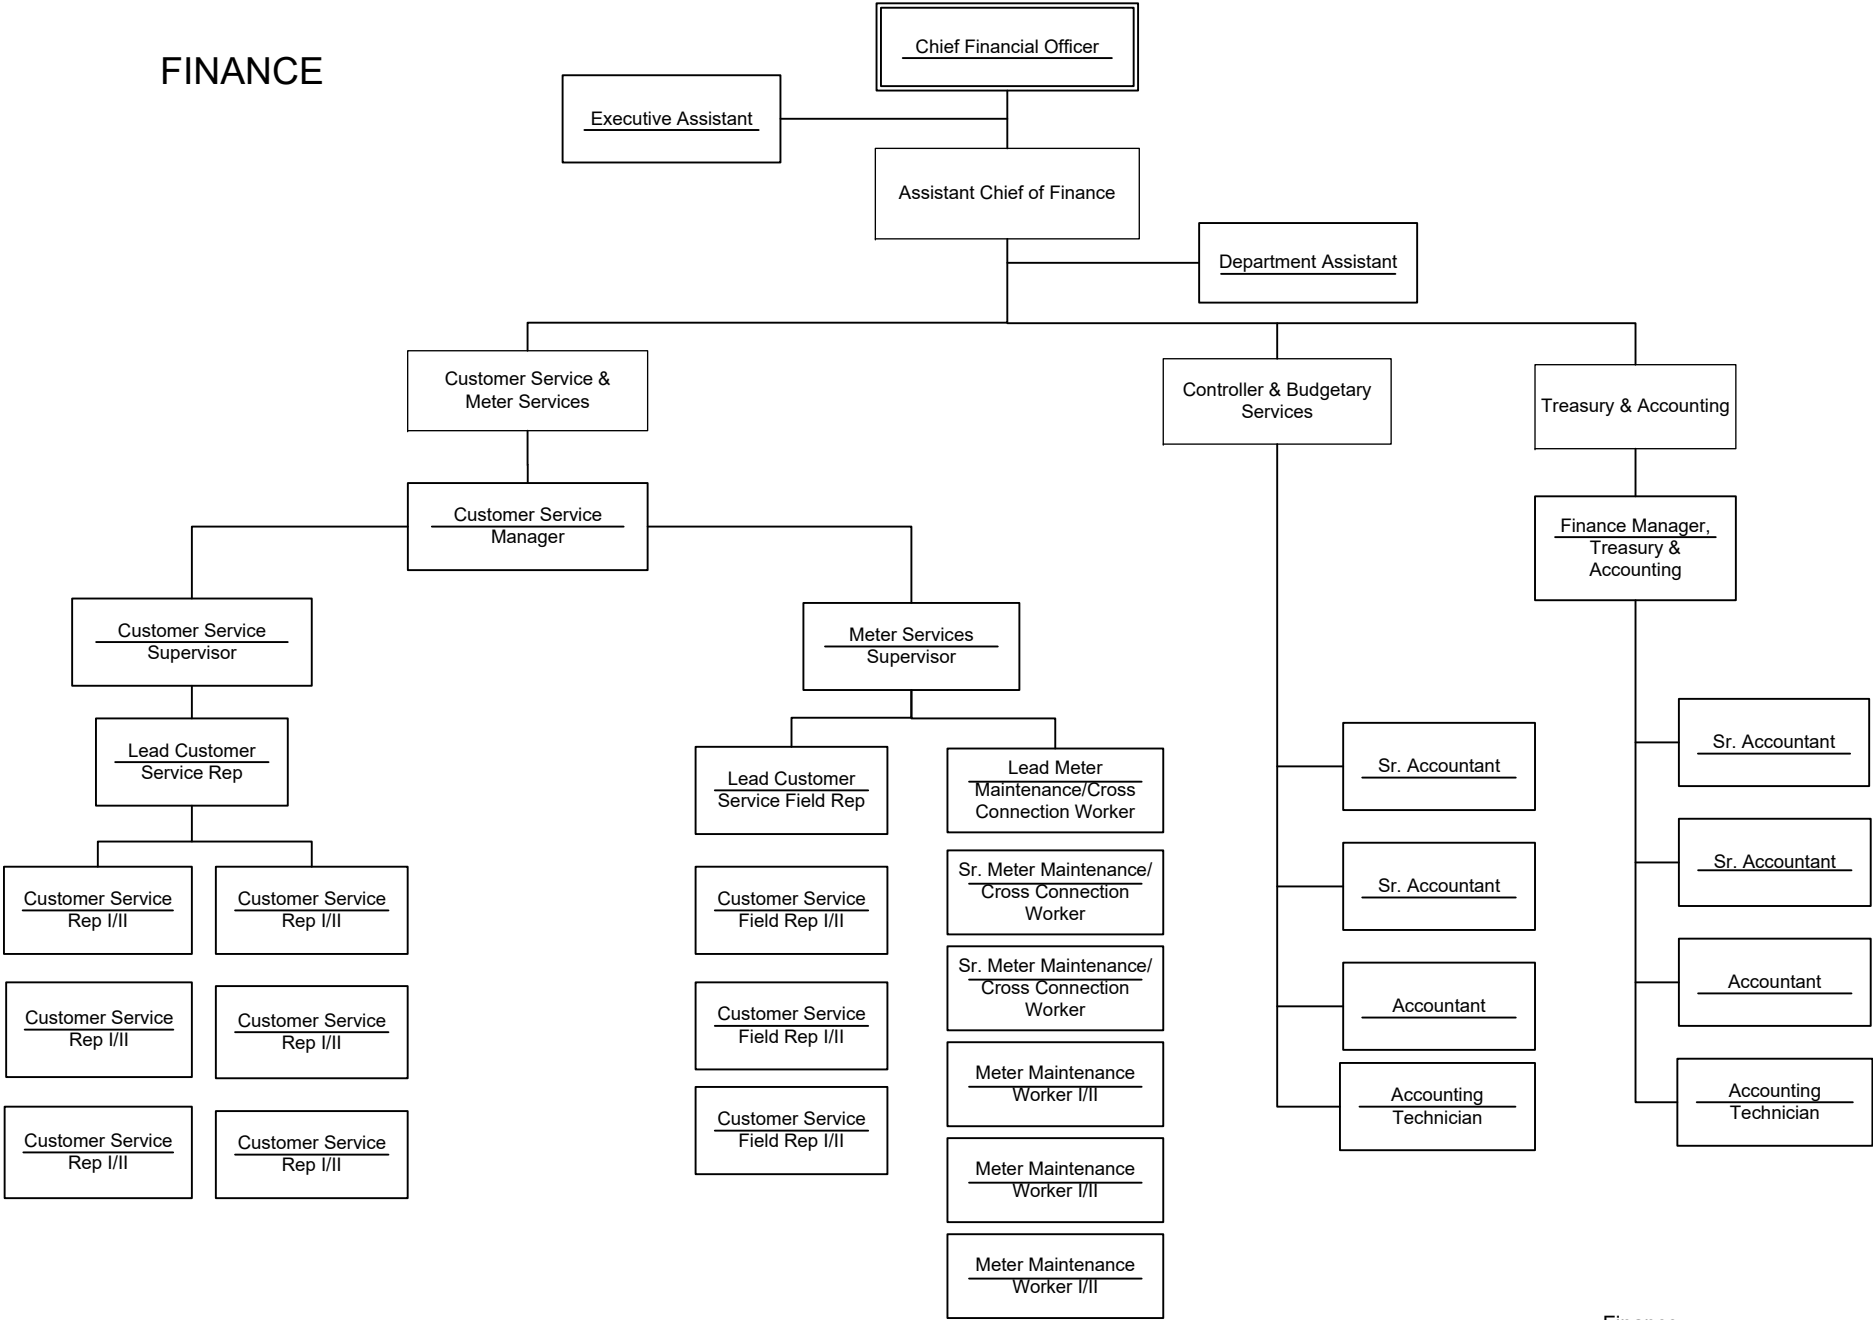 FINANCE
Chief Financial Officer
Executive Assistant
Assistant Chief of Finance
Department Assistant
Customer Service &
Meter Services
Controller & Budgetary
Services
Treasury & Accounting
Customer Service
Manager
Finance Manager,
Treasury &
Accounting
Customer Service
Supervisor
Meter Services
Supervisor
Lead Customer
Service Rep
Customer Service
Rep I/II
Customer Service
Rep I/II
Customer Service
Rep I/II
Customer Service
Rep I/II
Customer Service
Rep I/II
Customer Service
Rep I/II
Lead Customer
Service Field Rep
Customer Service
Field Rep I/II
Customer Service
Field Rep I/II
Customer Service
Field Rep I/II
Lead Meter
Maintenance/Cross
Connection Worker
Sr. Meter Maintenance/
Cross Connection
Worker
Sr. Meter Maintenance/
Cross Connection
Worker
Meter Maintenance
Worker I/II
Meter Maintenance
Worker I/II
Meter Maintenance
Worker I/II
Sr. Accountant
Sr. Accountant
Accountant
Accounting
Technician
Sr. Accountant
Sr. Accountant
Accountant
Accounting
Technician
Finance